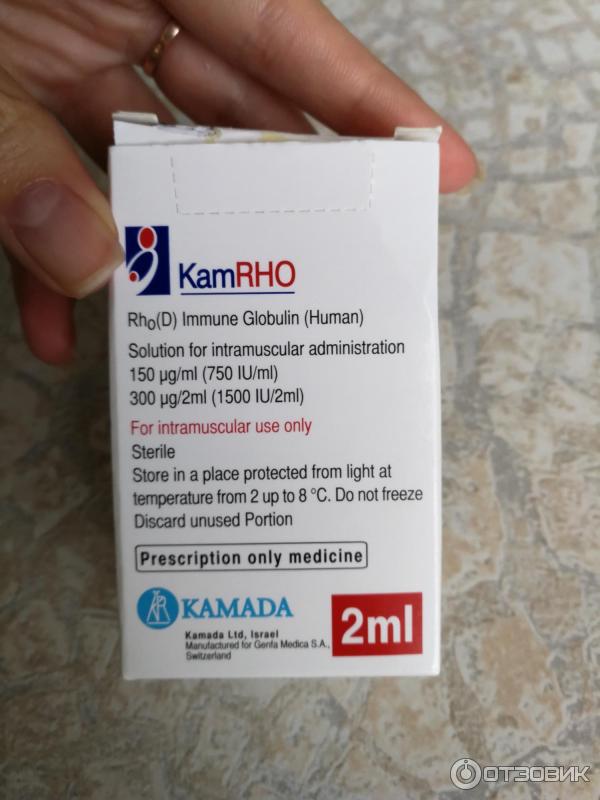 KamRHO
Rho(D) Immune Globulin (Human)
Solution for intramuscular administration
150 µg/ml (750 IU/ml)
300 µg/2ml (1500 IU/2ml)
For intramuscular use only
Sterile
Store in a place protected from light at
temperature from 2 up to 8 °C. Do not freeze
Discard unused Portion
Prescription only medicine
KAMADA
2ml
Kamada Ltd, Israel
Manufactured for Genfa Medica S.A.,
Switzerland
ОТЗОВИК